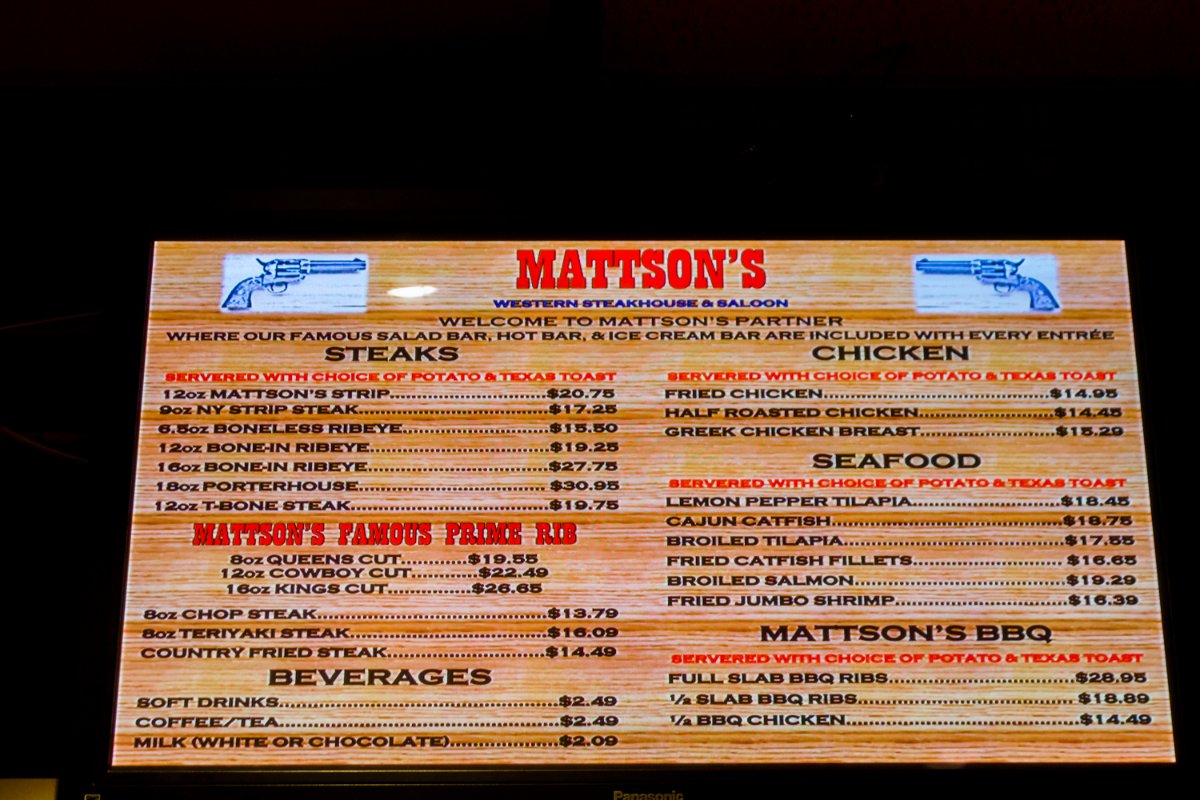 MATTSON'S
WESTERN STEAKHOUSE & SALOON
WELCOME TO MATTSON'S PARTNER
WHERE OUR FAMOUS SALAD BAR, HOT BAR, & ICE CREAM BAR ARE INCLUDED WITH EVERY ENTRÉE
STEAKS
SERVERED WITH CHOICE OF POTATO & TEXAS TOAST
12oz MATTSON'S STRIP.............................$20.75
9oz NY STRIP STEAK...................................$17.25
6.5oz BONELESS RIBEYE...........................$15.50
12oz BONE-IN RIBEYE.................................$19.25
16oz BONE-IN RIBEYE.................................$27.75
18oz PORTERHOUSE...................................$30.95
12oz T-BONE STEAK....................................$19.75
MATTSON'S FAMOUS PRIME RIB
8oz QUEENS CUT............$19.55
12oz COWBOY CUT............$22.49
16oz KINGS CUT...............$26.65
8oz CHOP STEAK..........................................$13.79
8oz TERIYAKI STEAK....................................$16.09
COUNTRY FRIED STEAK.............................$14.49
BEVERAGES
SOFT DRINKS..................................................$2.49
COFFEE/TEA..................................................$2.49
MILK (WHITE OR CHOCOLATE)....................$2.09
CHICKEN
SERVERED WITH CHOICE OF POTATO & TEXAS TOAST
FRIED CHICKEN.........................................$14.95
HALF ROASTED CHICKEN.........................$14.45
GREEK CHICKEN BREAST.........................$15.29
SEAFOOD
SERVERED WITH CHOICE OF POTATO & TEXAS TOAST
LEMON PEPPER TILAPIA...........................$18.45
CAJUN CATFISH..........................................$18.75
BROILED TILAPIA........................................$17.55
FRIED CATFISH FILLETS........................... $16.65
BROILED SALMON......................................$19.29
FRIED JUMBO SHRIMP...............................$16.39
MATTSON'S BBQ
SERVERED WITH CHOICE OF POTATO & TEXAS TOAST
FULL SLAB BBQ RIBS..................................$28.95
½ SLAB BBQ RIBS........................................$18.89
½ BBQ CHICKEN..........................................$14.49
Panasonic